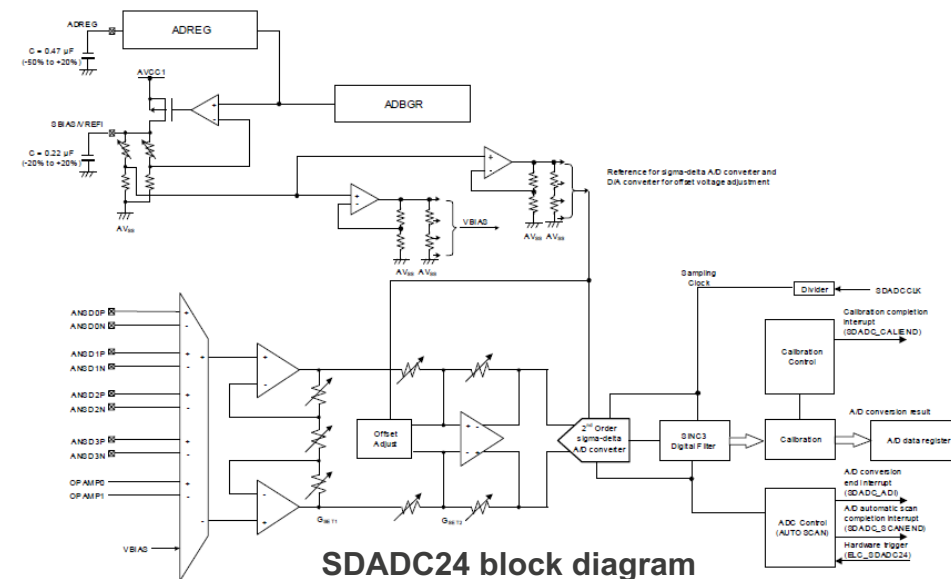 ADREG
ADREG
C = 0.47 µF
(-50% to +20%)
AVCC1
ADBGR
SBIAS/VREFI
C = 0.22 µF
(-20% to +20%)
AVSS
Reference for sigma-delta A/D converter and
D/A converter for offset voltage adjustment
VBIAS
AVSS AVSS
AVSS AVSS
Sampling
Clock
Divider
SDADCCLK
ANSD0P
ANSD0N
ANSD1P
ANSD1N
ANSD2P
ANSD2N
ANSD3P
ANSD3N
OPAMP0
OPAMP1
VBIAS
GSET1
GSET2
Offset
Adjust
2nd Order
sigma-delta
A/D converter
SINC3
Digital Filter
Calibration
Control
Calibration completion
interrupt
(SDADC_CALIEND)
Calibration
A/D conversion result
A/D data register
ADC Control
(AUTOSCAN)
A/D conversion
end interrupt
(SDADC_ADI)
A/D automatic scan
completion interrupt
(SDADC_SCANEND)
Hardware trigger
(ELC_SDADC24)
SDADC24 block diagram